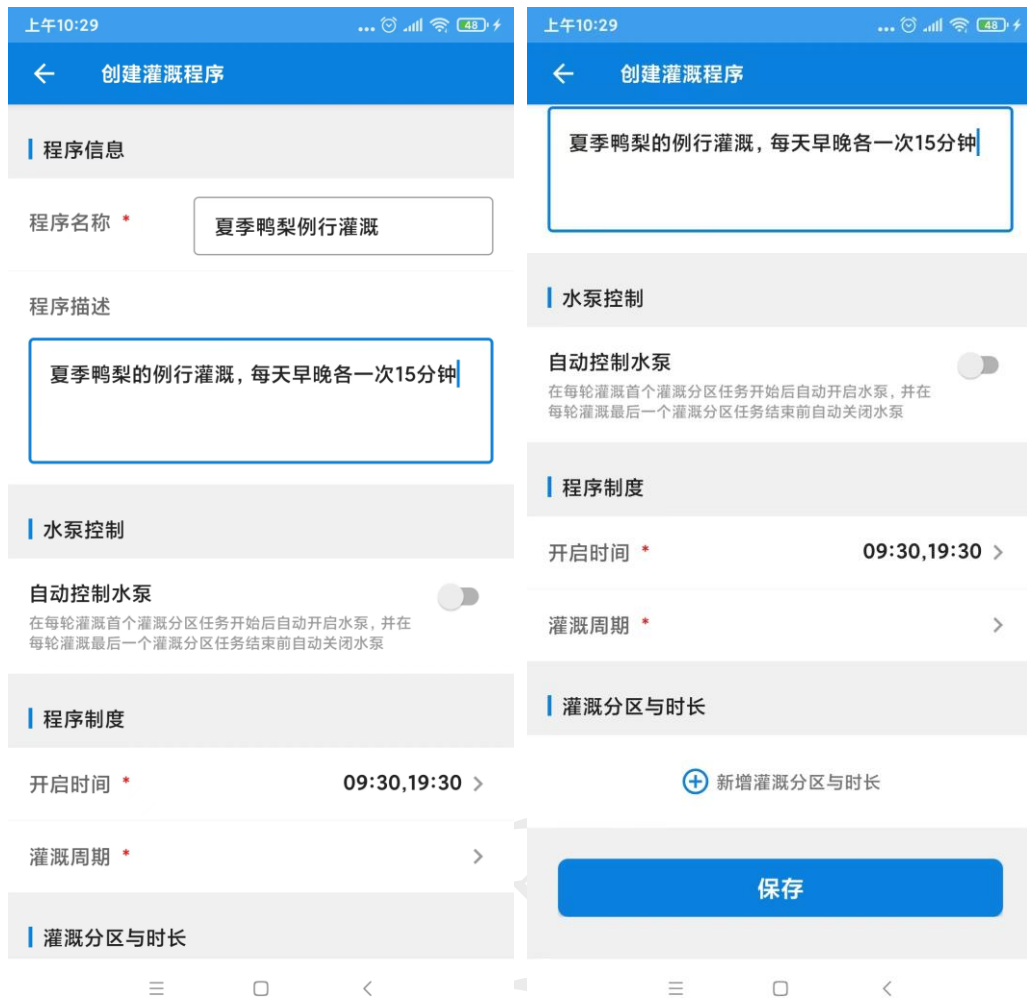 上午10:29
48
创建灌溉程序
程序信息
程序名称 *
夏季鸭梨例行灌溉
程序描述
夏季鸭梨的例行灌溉，每天早晚各一次15分钟
水泵控制
自动控制水泵
在每轮灌溉首个灌溉分区任务开始后自动开启水泵，并在
每轮灌溉最后一个灌溉分区任务结束前自动关闭水泵
程序制度
开启时间 * 09:30,19:30
灌溉周期 *
灌溉分区与时长
上午10:29
48
创建灌溉程序
夏季鸭梨的例行灌溉，每天早晚各一次15分钟
水泵控制
自动控制水泵
在每轮灌溉首个灌溉分区任务开始后自动开启水泵，并在
每轮灌溉最后一个灌溉分区任务结束前自动关闭水泵
程序制度
开启时间 * 09:30,19:30
灌溉周期 *
灌溉分区与时长
新增灌溉分区与时长
保存